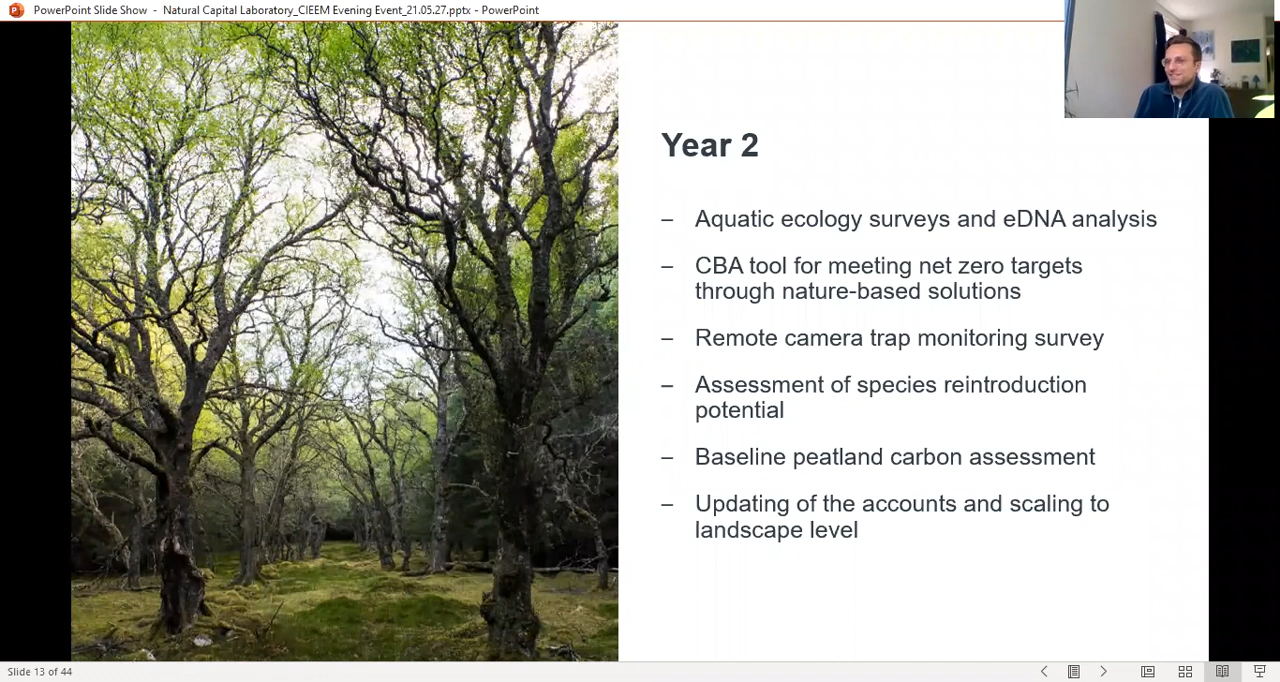 PowerPoint Slide Show - Natural Capital Laboratory_CIEEM Evening Event_21.05.27.pptx - PowerPoint
Year 2
– Aquatic ecology surveys and eDNA analysis
– CBA tool for meeting net zero targets
through nature-based solutions
– Remote camera trap monitoring survey
– Assessment of species reintroduction
potential
– Baseline peatland carbon assessment
– Updating of the accounts and scaling to
landscape level
Slide 13 of 44